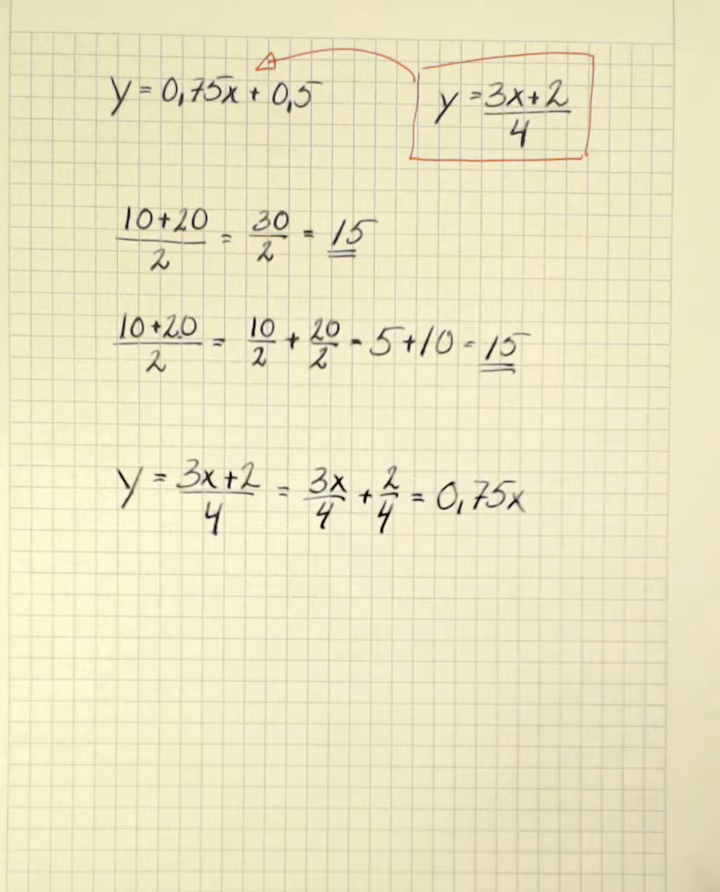 y = 0,75x + 0,5
y = (3x+2)/4
(10+20)/2 = 30/2 = 15
(10+20)/2 = 10/2 + 20/2 = 5+10 = 15
y = (3x+2)/4 = 3x/4 + 2/4 = 0,75x